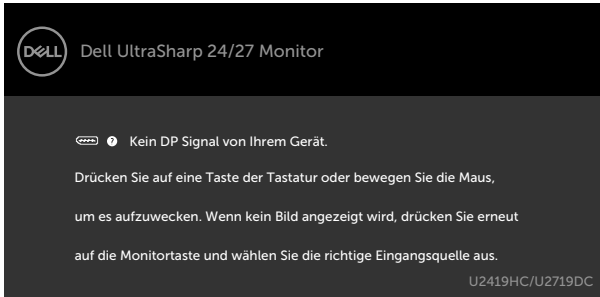 DELL Dell UltraSharp 24/27 Monitor
? Kein DP Signal von Ihrem Gerät.
Drücken Sie auf eine Taste der Tastatur oder bewegen Sie die Maus,
um es aufzuwecken. Wenn kein Bild angezeigt wird, drücken Sie erneut
auf die Monitortaste und wählen Sie die richtige Eingangsquelle aus.
U2419HC/U2719DC